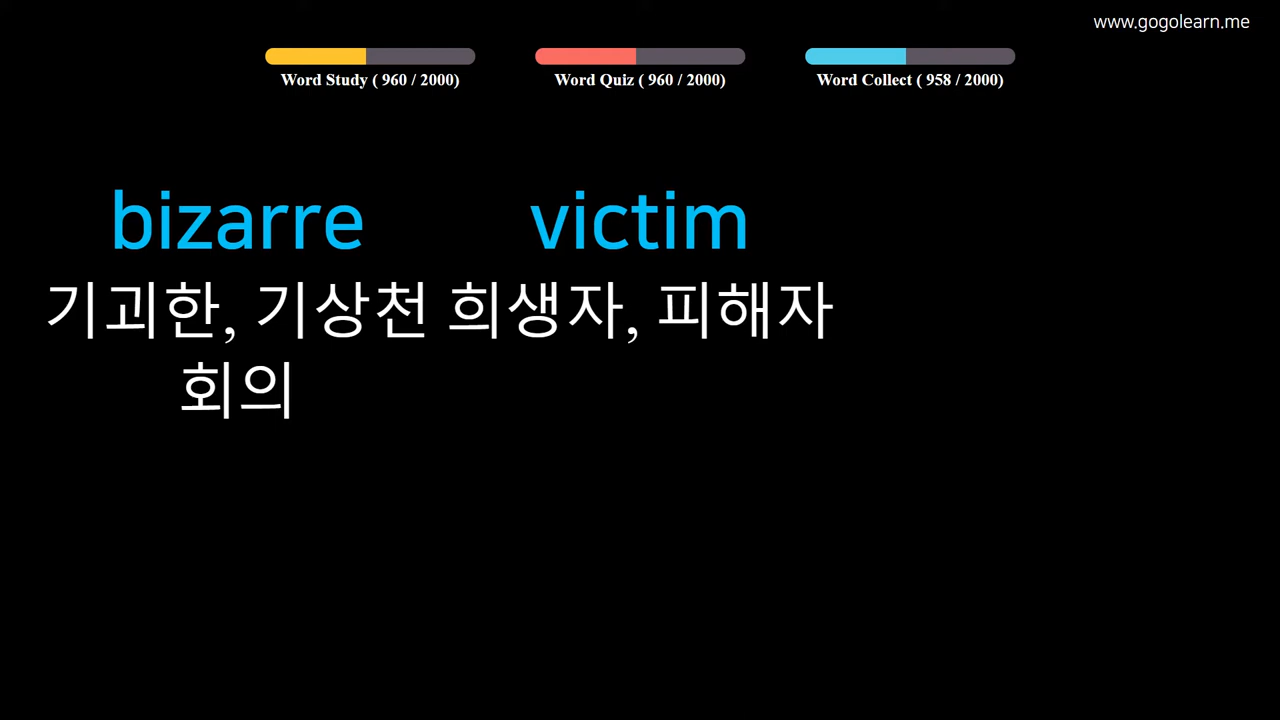 www.gogolearn.me
Word Study ( 960 / 2000)
Word Quiz ( 960 / 2000)
Word Collect ( 958 / 2000)
bizarre
기괴한, 기상천
회의
victim
희생자, 피해자